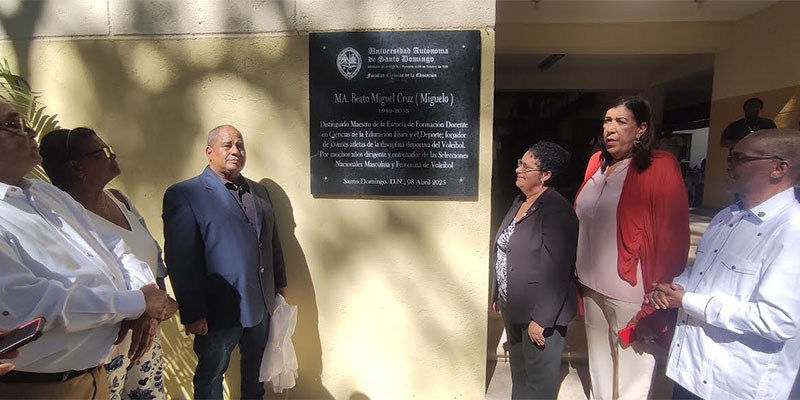 Universidad Autónoma
de Santo Domingo
Facultad Ciencias de la Educación
MA. Beato Miguel Cruz ( Miguelo )
Distinguido Maestro de la Escuela de Formación Docente
en Ciencias de la Educación Física y el Deporte; forjador
de jóvenes atletas de la disciplina deportiva del Voleibol.
Por muchos años dirigente y entrenador de las Selecciones
Nacionales Masculina y Femenina de Voleibol
Santo Domingo, D.N., 08 Abril 2025